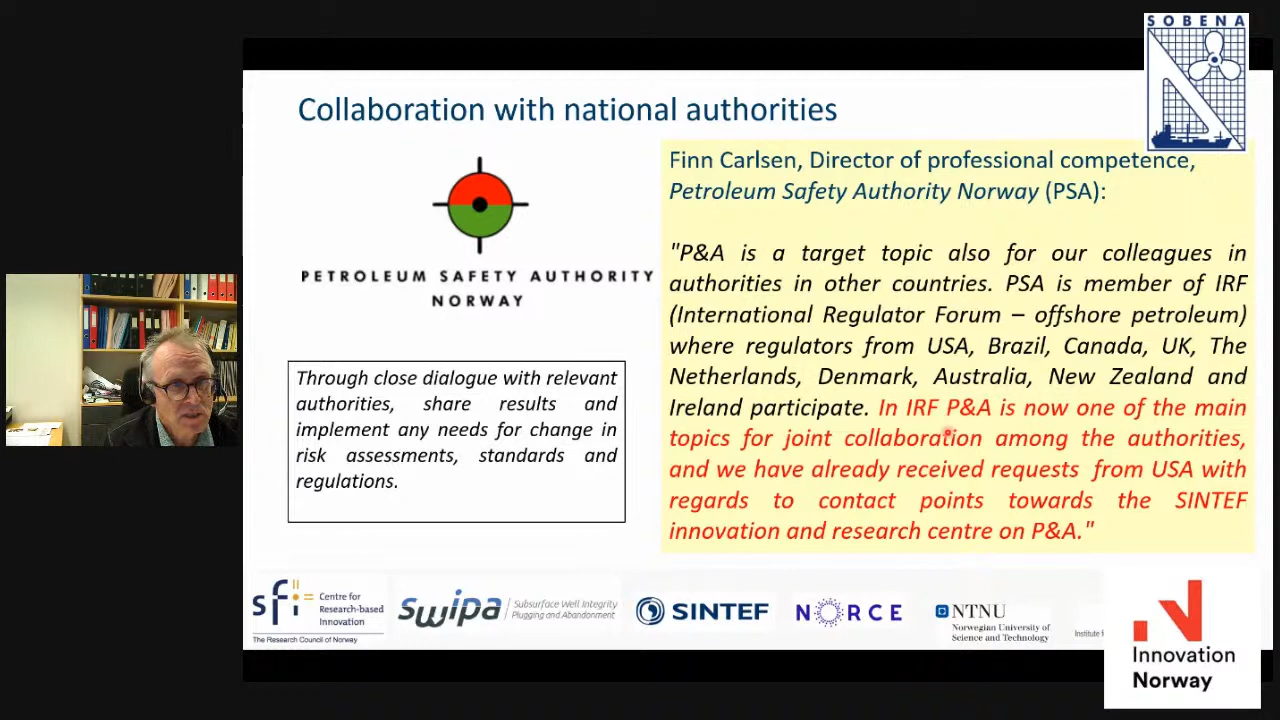 SOBENA
Collaboration with national authorities
PETROLEUM SAFETY AUTHORITY
NORWAY
Through close dialogue with relevant
authorities, share results and
implement any needs for change in
risk assessments, standards and
regulations.
Finn Carlsen, Director of professional competence,
Petroleum Safety Authority Norway (PSA):
"P&A is a target topic also for our colleagues in
authorities in other countries. PSA is member of IRF
(International Regulator Forum – offshore petroleum)
where regulators from USA, Brazil, Canada, UK, The
Netherlands, Denmark, Australia, New Zealand and
Ireland participate. In IRF P&A is now one of the main
topics for joint collaboration among the authorities,
and we have already received requests from USA with
regards to contact points towards the SINTEF
innovation and research centre on P&A."
sfi Centre for
Research-based
Innovation
The Research Council of Norway
swipa Subsurface Well Integrity
Plugging and Abandonment
SINTEF
NORCE
NTNU
Norwegian University of
Science and Technology
Institute f
Innovation
Norway